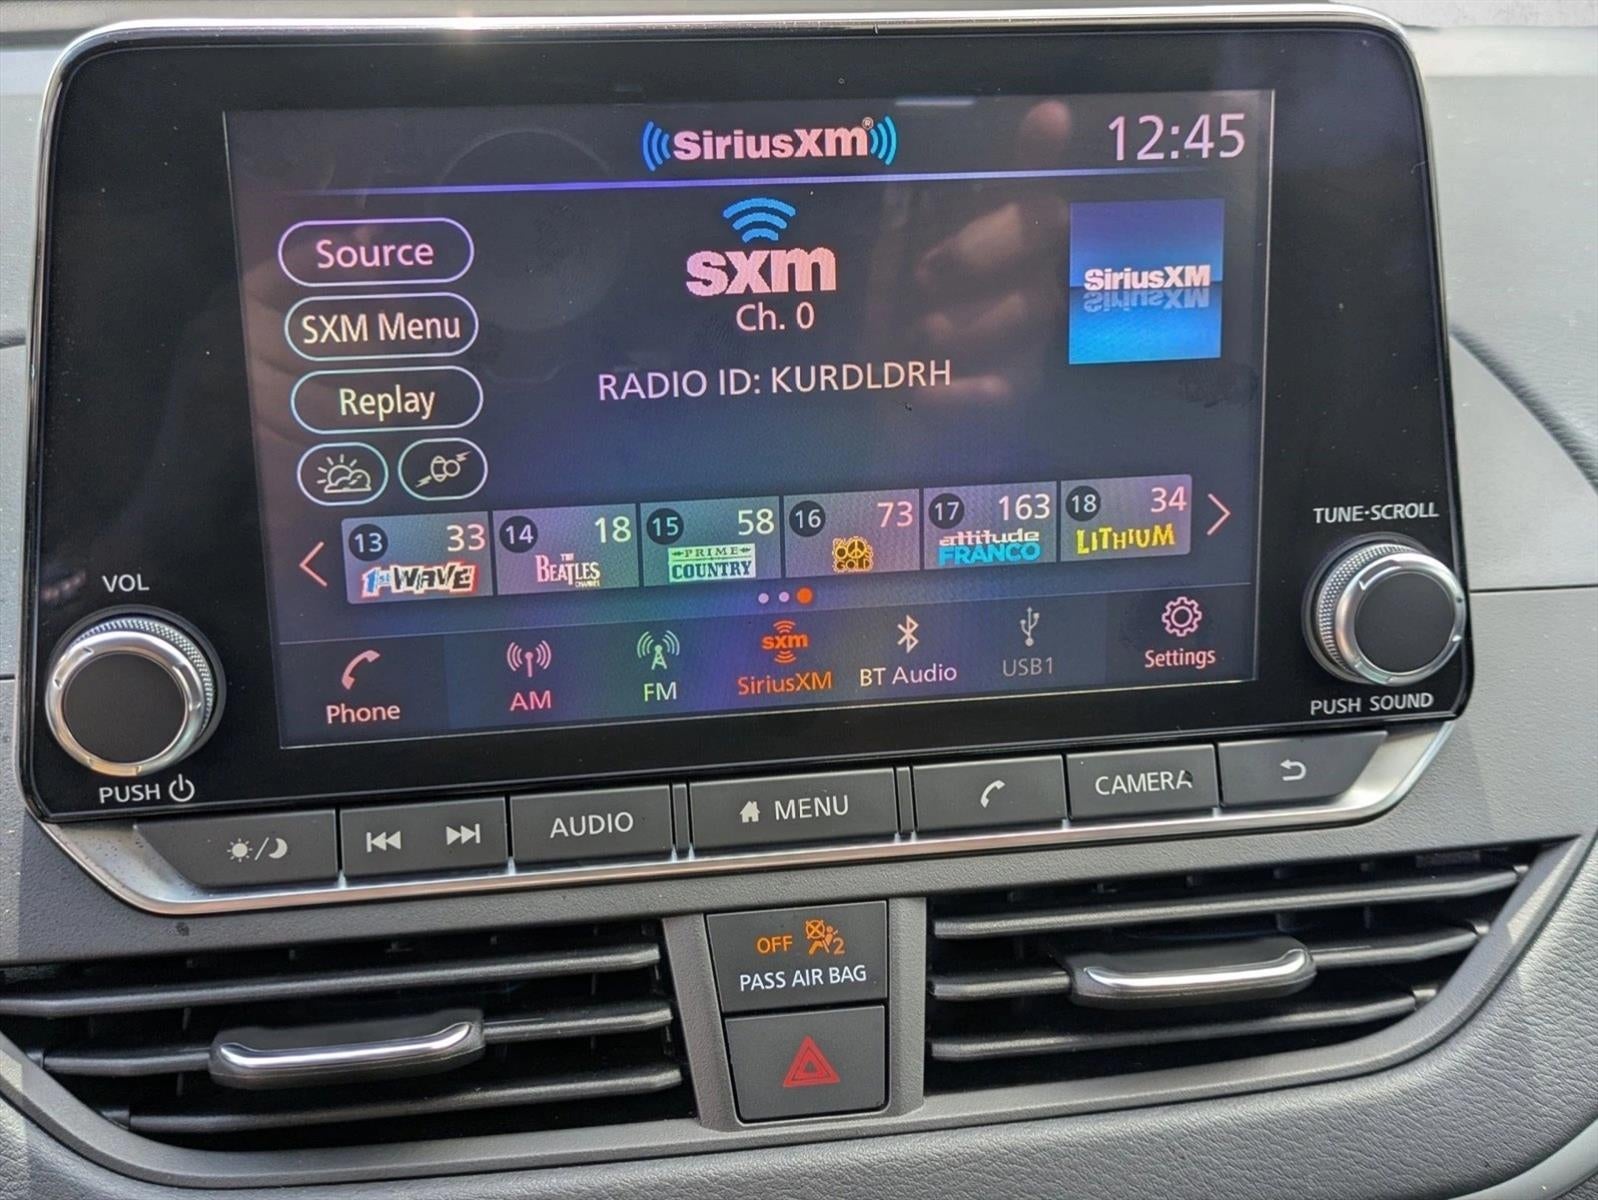 SiriusXM®
12:45
Source
SXM Menu
Replay
sxm
Ch. 0
RADIO ID: KURDLDRH
SiriusXM
13 33
1st WAVE
14 18
THE BEATLES CHANNEL
15 58
PRIME COUNTRY
16 73
60s GOLD
17 163
attitude FRANCO
18 34
LiTHiUM
Phone
AM
FM
sxm
SiriusXM
BT Audio
USB1
Settings
VOL
PUSH
TUNE·SCROLL
PUSH SOUND
AUDIO
MENU
CAMERA
OFF 2
PASS AIR BAG